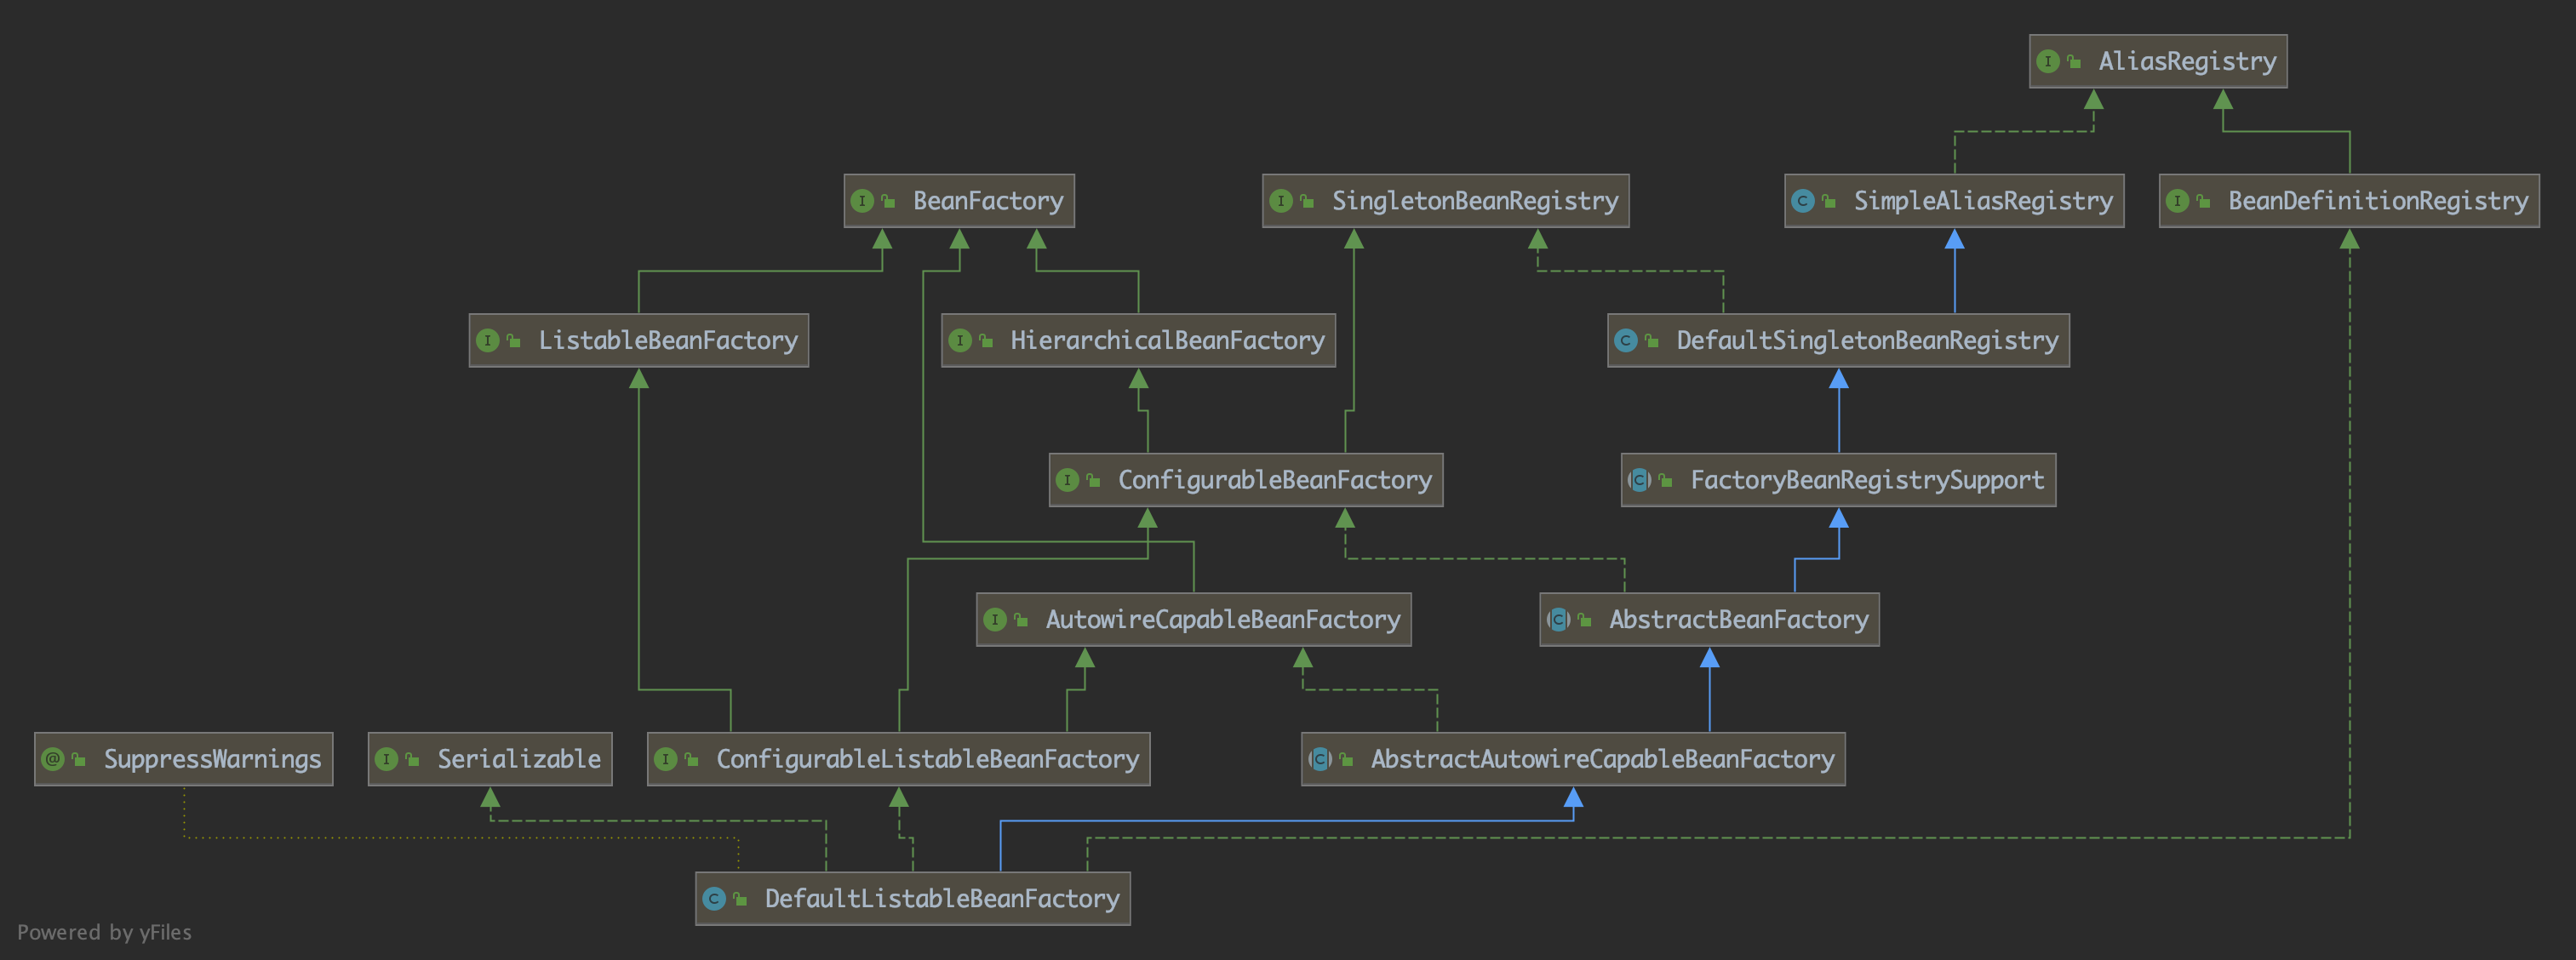 AliasRegistry
BeanFactory
SingletonBeanRegistry
SimpleAliasRegistry
BeanDefinitionRegistry
ListableBeanFactory
HierarchicalBeanFactory
DefaultSingletonBeanRegistry
ConfigurableBeanFactory
FactoryBeanRegistrySupport
AutowireCapableBeanFactory
AbstractBeanFactory
SuppressWarnings
Serializable
ConfigurableListableBeanFactory
AbstractAutowireCapableBeanFactory
DefaultListableBeanFactory
Powered by yFiles